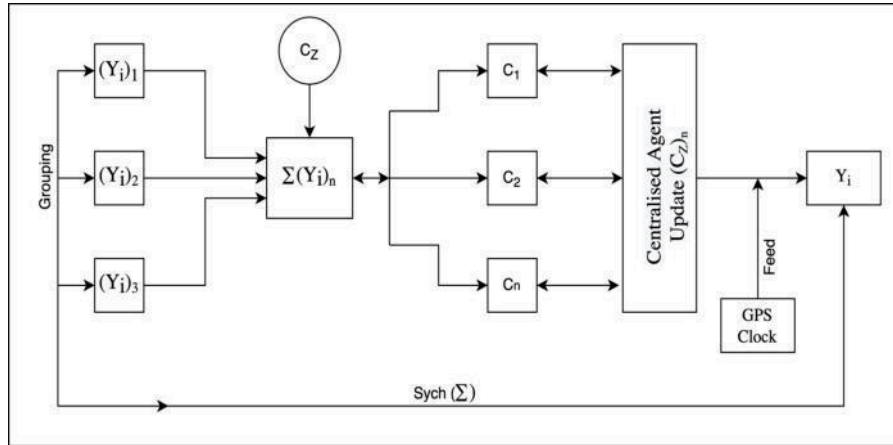 (Yi)1
CZ
C1
Grouping
(Yi)2
Σ(Yi)n
C2
Centralised Agent
Update (CZ)n
Yi
Feed
(Yi)3
Cn
GPS
Clock
Sych (Σ)